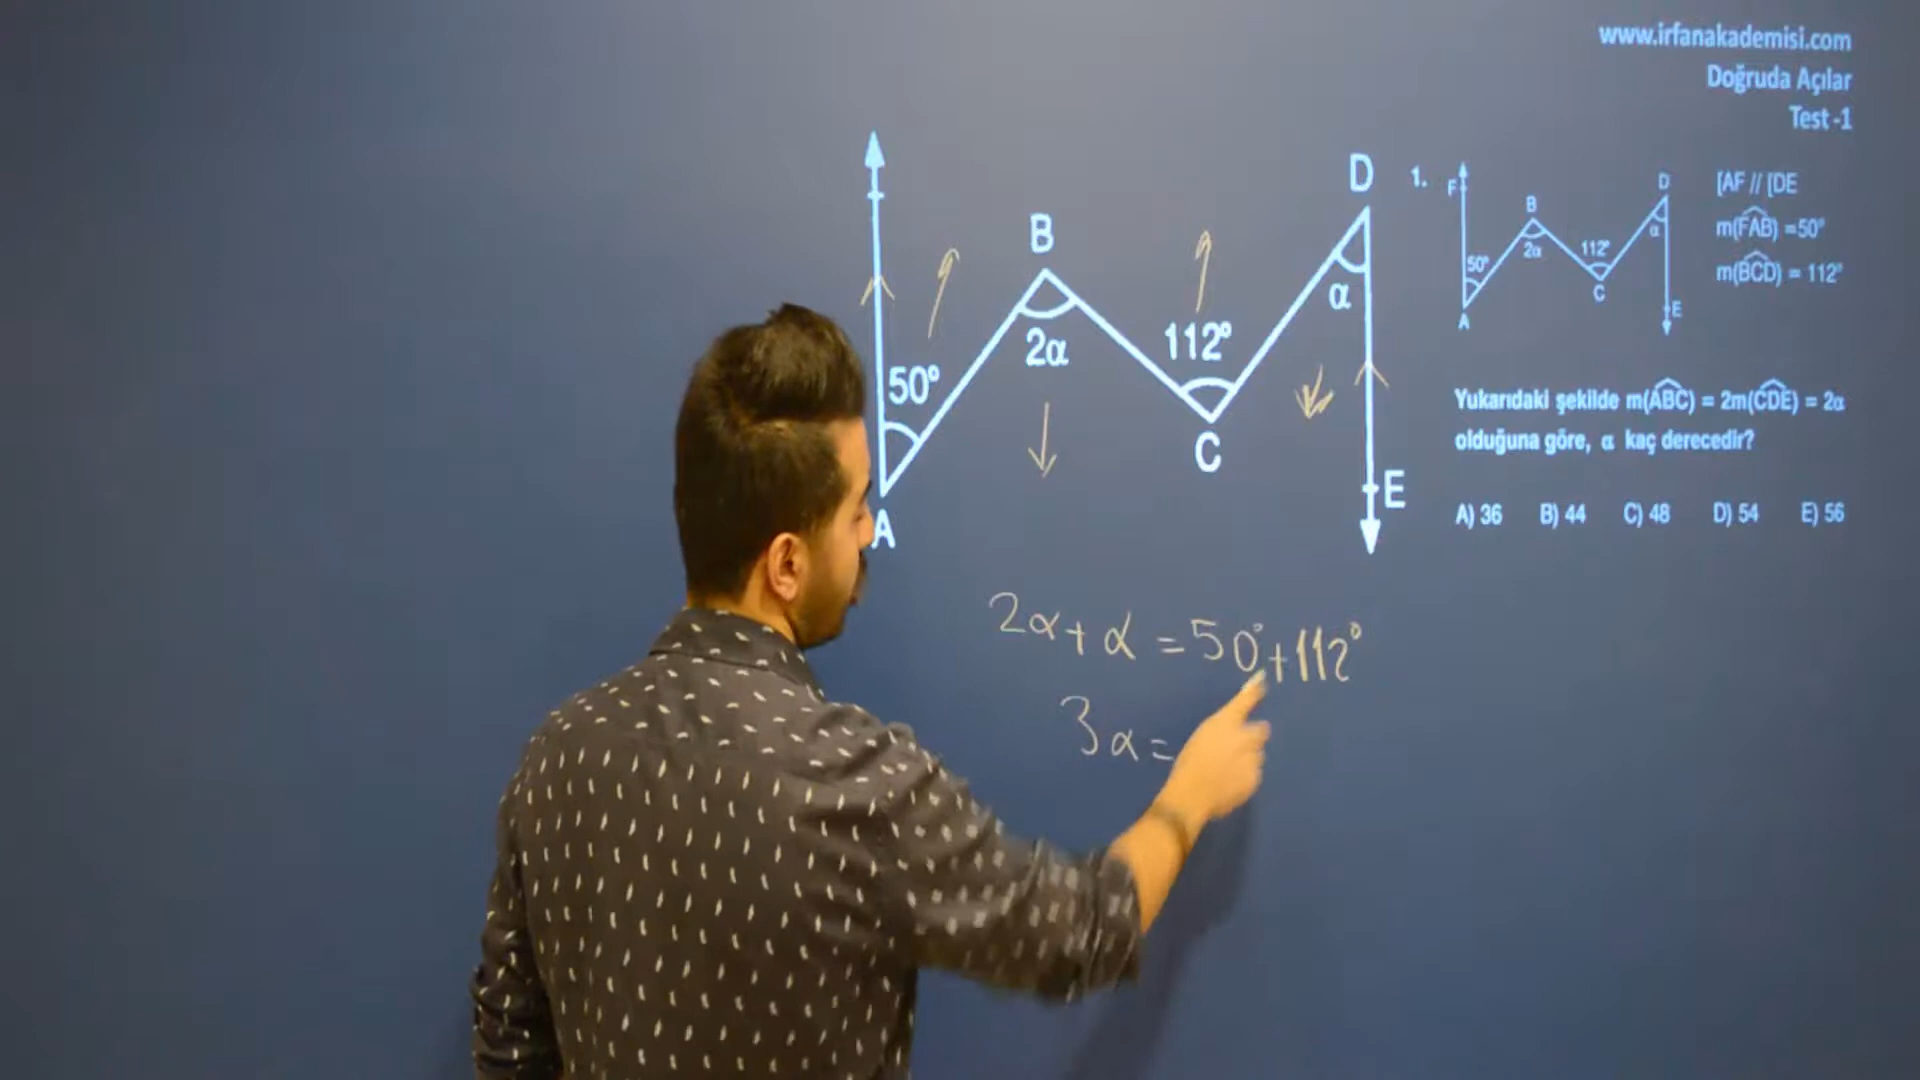 www.irfanakademisi.com
Doğruda Açılar
Test -1
D
B
α
2α
112°
50°
C
E
A
1.
F
D
B
α
2α
112°
50°
C
E
A
[AF // [DE
m(FAB) =50°
m(BCD) = 112°
Yukarıdaki şekilde m(ABC) = 2m(CDE) = 2α
olduğuna göre, α kaç derecedir?
A) 36 B) 44 C) 48 D) 54 E) 56
2α+α=50°+112°
3α=